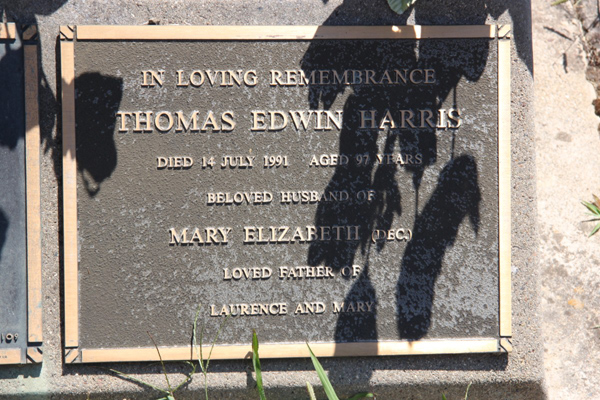 IN LOVING REMEMBRANCE
THOMAS EDWIN HARRIS
DIED 14 JULY 1991 AGED 97 YEARS
BELOVED HUSBAND OF
MARY ELIZABETH (DEC.)
LOVED FATHER OF
LAURENCE AND MARY